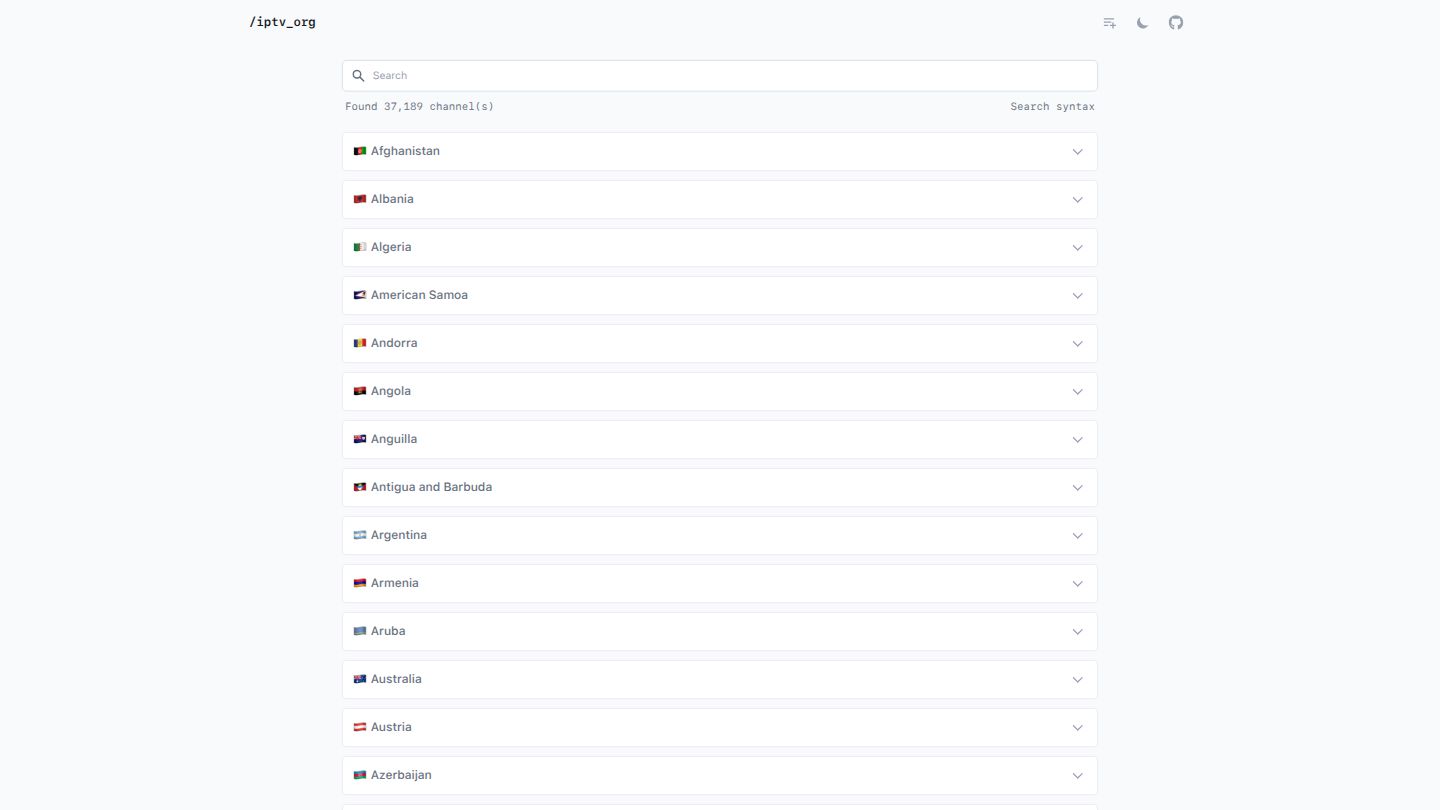 /iptv_org
Search
Found 37,189 channel(s)
Search syntax
Afghanistan
Albania
Algeria
American Samoa
Andorra
Angola
Anguilla
Antigua and Barbuda
Argentina
Armenia
Aruba
Australia
Austria
Azerbaijan